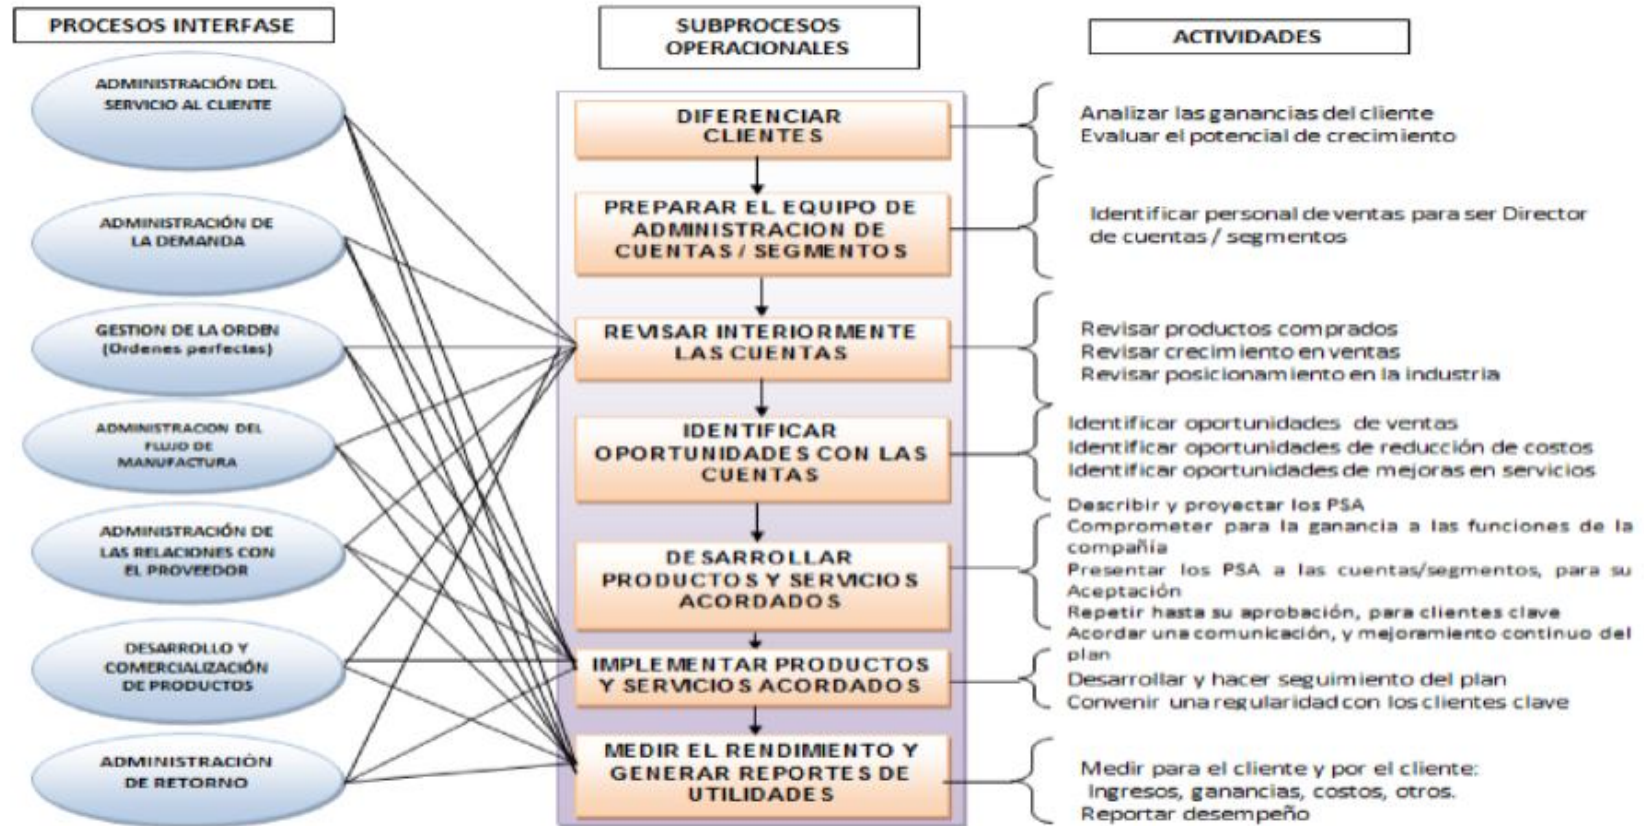 PROCESOS INTERFASE
ADMINISTRACIÓN DEL
SERVICIO AL CLIENTE
ADMINISTRACIÓN DE
LA DEMANDA
GESTION DE LA ORDEN
(Ordenes perfectas)
ADMINISTRACION DEL
FLUJO DE
MANUFACTURA
ADMINISTRACIÓN DE
LAS RELACIONES CON
EL PROVEEDOR
DESARROLLO Y
COMERCIALIZACIÓN
DE PRODUCTOS
ADMINISTRACIÓN
DE RETORNO
SUBPROCESOS
OPERACIONALES
DIFERENCIAR
CLIENTES
PREPARAR EL EQUIPO DE
ADMINISTRACION DE
CUENTAS / SEGMENTOS
REVISAR INTERIORMENTE
LAS CUENTAS
IDENTIFICAR
OPORTUNIDADES CON LAS
CUENTAS
DESARROLLAR
PRODUCTOS Y SERVICIOS
ACORDADOS
IMPLEMENTAR PRODUCTOS
Y SERVICIOS ACORDADOS
MEDIR EL RENDIMIENTO Y
GENERAR REPORTES DE
UTILIDADES
ACTIVIDADES
Analizar las ganancias del cliente
Evaluar el potencial de crecimiento
Identificar personal de ventas para ser Director
de cuentas / segmentos
Revisar productos comprados
Revisar crecimiento en ventas
Revisar posicionamiento en la industria
Identificar oportunidades de ventas
Identificar oportunidades de reducción de costos
Identificar oportunidades de mejoras en servicios
Describir y proyectar los PSA
Comprometer para la ganancia a las funciones de la
compañía
Presentar los PSA a las cuentas/segmentos, para su
Aceptación
Repetir hasta su aprobación, para clientes clave
Acordar una comunicación, y mejoramiento continuo del
plan
Desarrollar y hacer seguimiento del plan
Convenir una regularidad con los clientes clave
Medir para el cliente y por el cliente:
Ingresos, ganancias, costos, otros.
Reportar desempeño